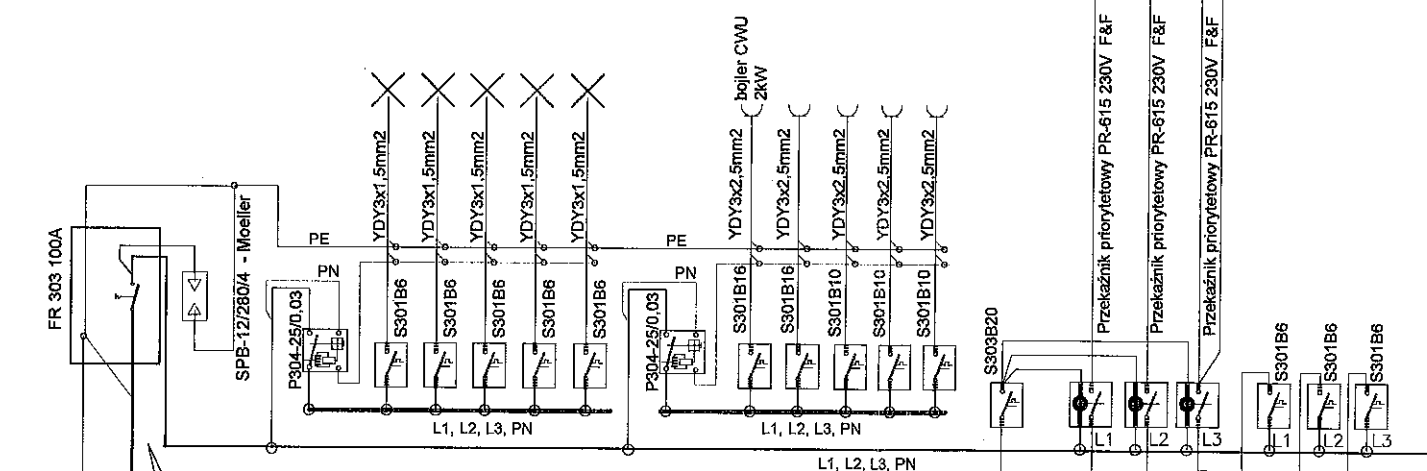 FR 303 100A
SPB-12/280/4 - Moeller
PE
PN
P304-25/0,03
YDY3x1,5mm2
YDY3x1,5mm2
YDY3x1,5mm2
YDY3x1,5mm2
YDY3x1,5mm2
S301B6
S301B6
S301B6
S301B6
S301B6
L1, L2, L3, PN
PE
PN
P304-25/0,03
bojler CWU
2kW
YDY3x2,5mm2
YDY3x2,5mm2
YDY3x2,5mm2
YDY3x2,5mm2
YDY3x2,5mm2
S301B16
S301B16
S301B10
S301B10
S301B10
L1, L2, L3, PN
L1, L2, L3, PN
S303B20
Przekaźnik priorytetowy PR-615 230V F&F
Przekaźnik priorytetowy PR-615 230V F&F
Przekaźnik priorytetowy PR-615 230V F&F
L1
L2
L3
S301B6
S301B6
S301B6
L1
L2
L3